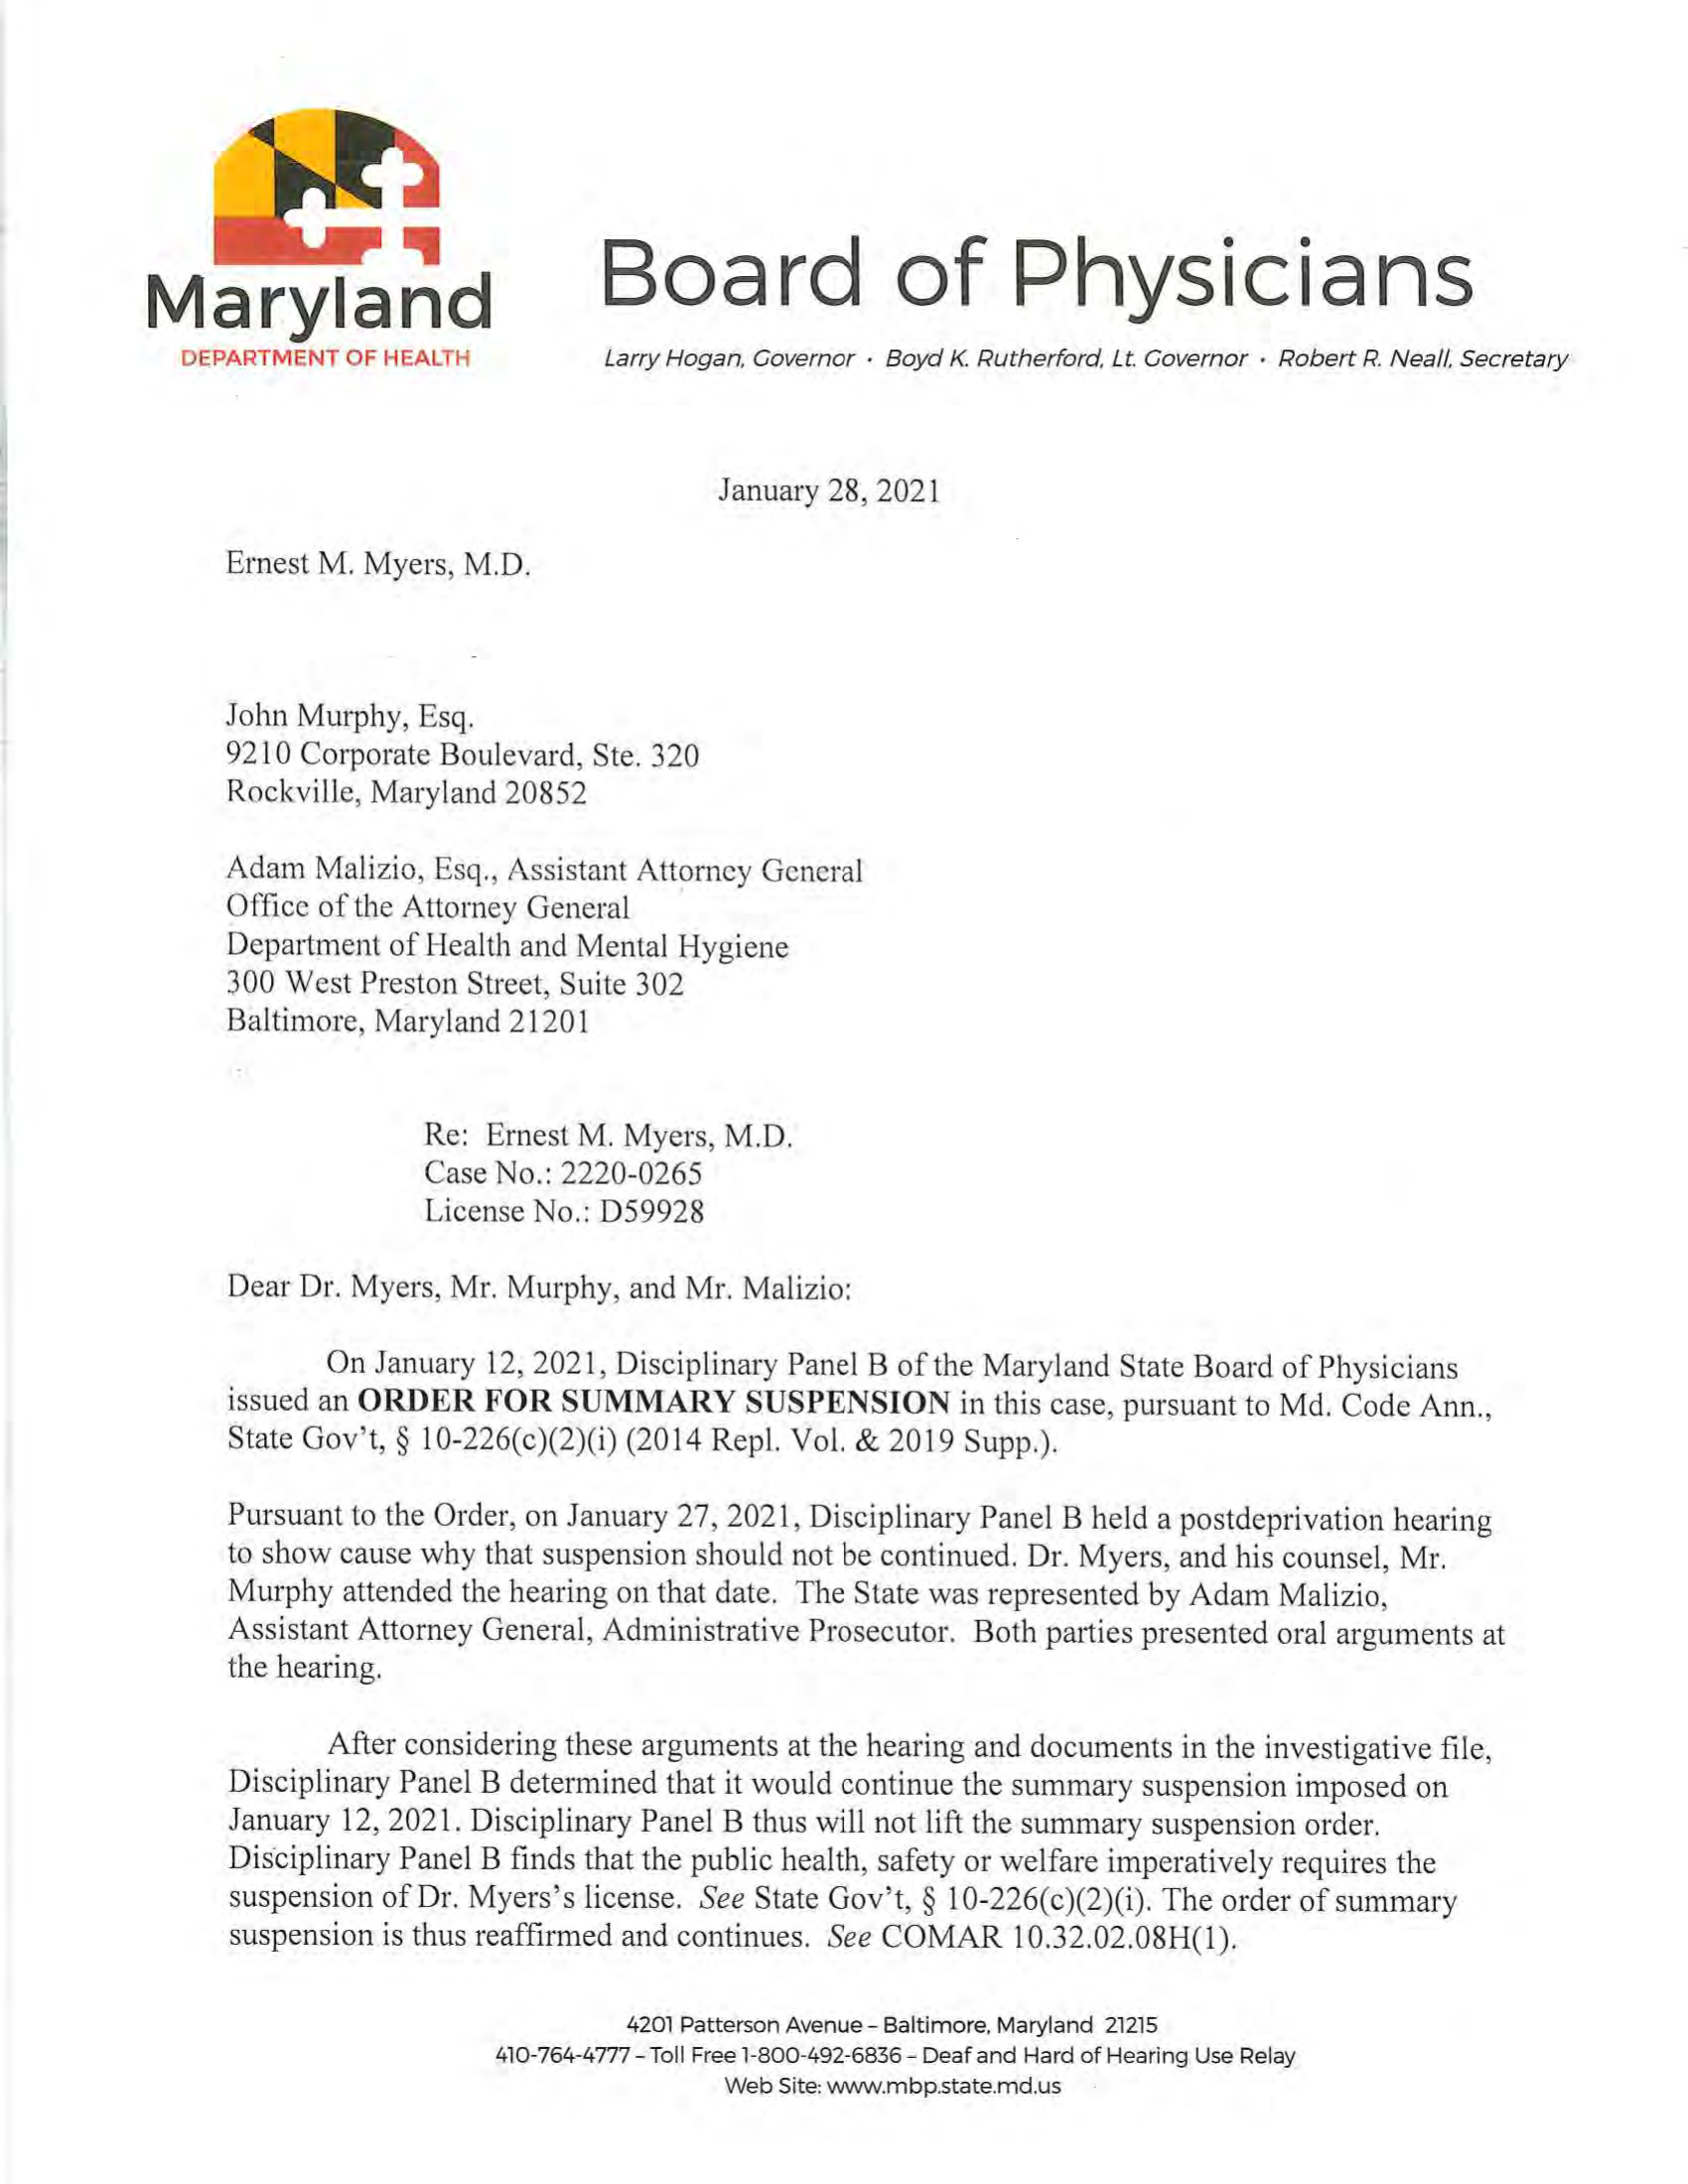 Maryland
DEPARTMENT OF HEALTH
Board of Physicians
Larry Hogan, Governor · Boyd K. Rutherford, Lt. Governor · Robert R. Neall, Secretary
January 28, 2021
Ernest M. Myers, M.D.
John Murphy, Esq.
9210 Corporate Boulevard, Ste. 320
Rockville, Maryland 20852
Adam Malizio, Esq., Assistant Attorney General
Office of the Attorney General
Department of Health and Mental Hygiene
300 West Preston Street, Suite 302
Baltimore, Maryland 21201
Re: Ernest M. Myers, M.D.
Case No.: 2220-0265
License No.: D59928
Dear Dr. Myers, Mr. Murphy, and Mr. Malizio:
On January 12, 2021, Disciplinary Panel B of the Maryland State Board of Physicians
issued an ORDER FOR SUMMARY SUSPENSION in this case, pursuant to Md. Code Ann.,
State Gov't, § 10-226(c)(2)(i) (2014 Repl. Vol. & 2019 Supp.).
Pursuant to the Order, on January 27, 2021, Disciplinary Panel B held a postdeprivation hearing
to show cause why that suspension should not be continued. Dr. Myers, and his counsel, Mr.
Murphy attended the hearing on that date. The State was represented by Adam Malizio,
Assistant Attorney General, Administrative Prosecutor. Both parties presented oral arguments at
the hearing.
After considering these arguments at the hearing and documents in the investigative file,
Disciplinary Panel B determined that it would continue the summary suspension imposed on
January 12, 2021. Disciplinary Panel B thus will not lift the summary suspension order.
Disciplinary Panel B finds that the public health, safety or welfare imperatively requires the
suspension of Dr. Myers's license. See State Gov't, § 10-226(c)(2)(i). The order of summary
suspension is thus reaffirmed and continues. See COMAR 10.32.02.08H(1).
4201 Patterson Avenue – Baltimore, Maryland 21215
410-764-4777 – Toll Free 1-800-492-6836 – Deaf and Hard of Hearing Use Relay
Web Site: www.mbp.state.md.us